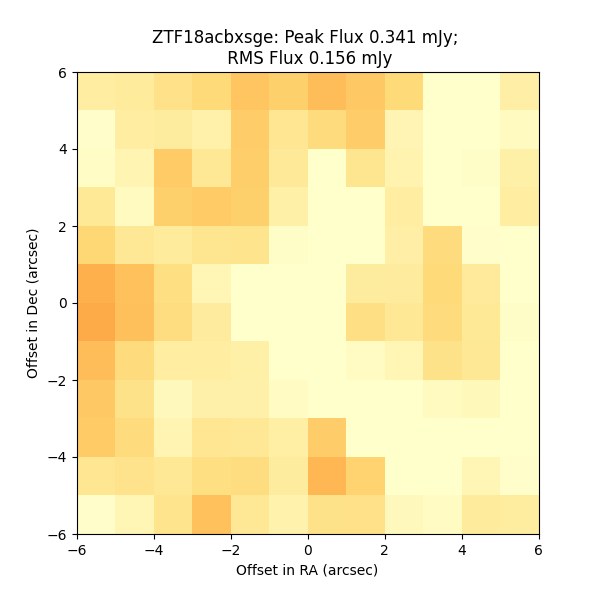 ZTF18acbxsge: Peak Flux 0.341 mJy;
RMS Flux 0.156 mJy
6
4
2
0
−2
−4
−6
Offset in Dec (arcsec)
−6 −4 −2 0 2 4 6
Offset in RA (arcsec)